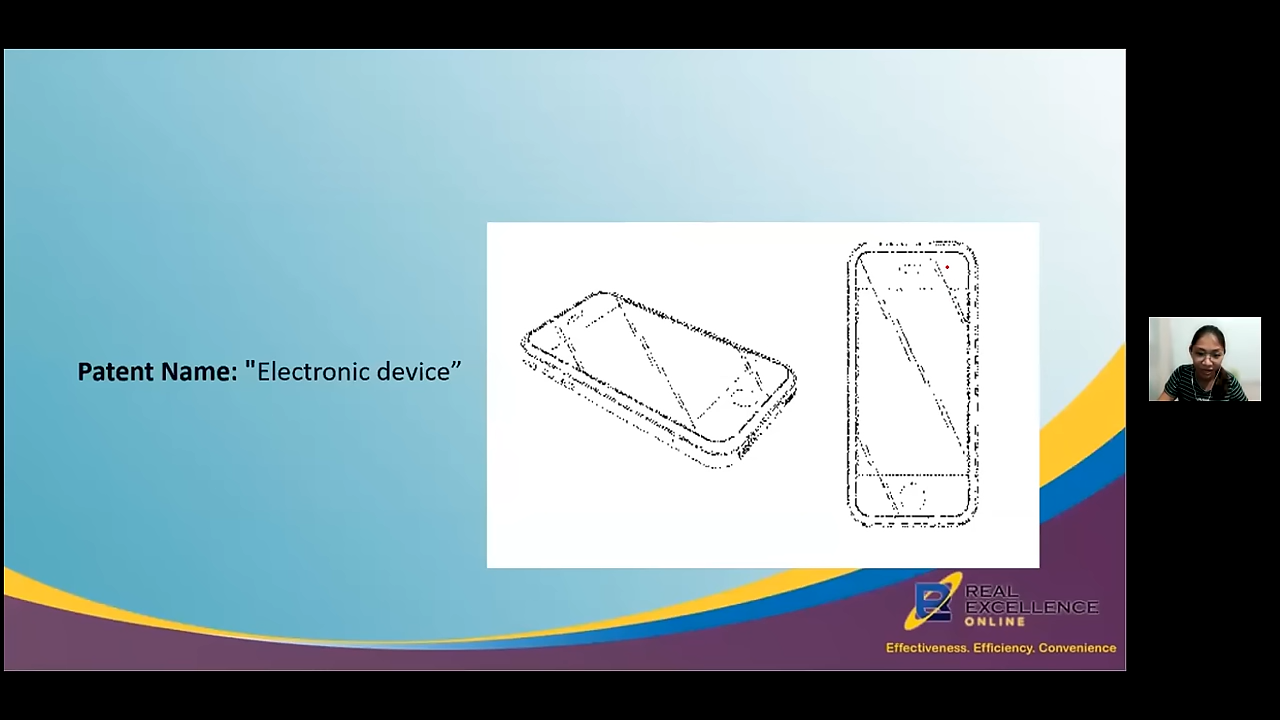 Patent Name: "Electronic device”
REAL
EXCELLENCE
ONLINE
Effectiveness. Efficiency. Convenience